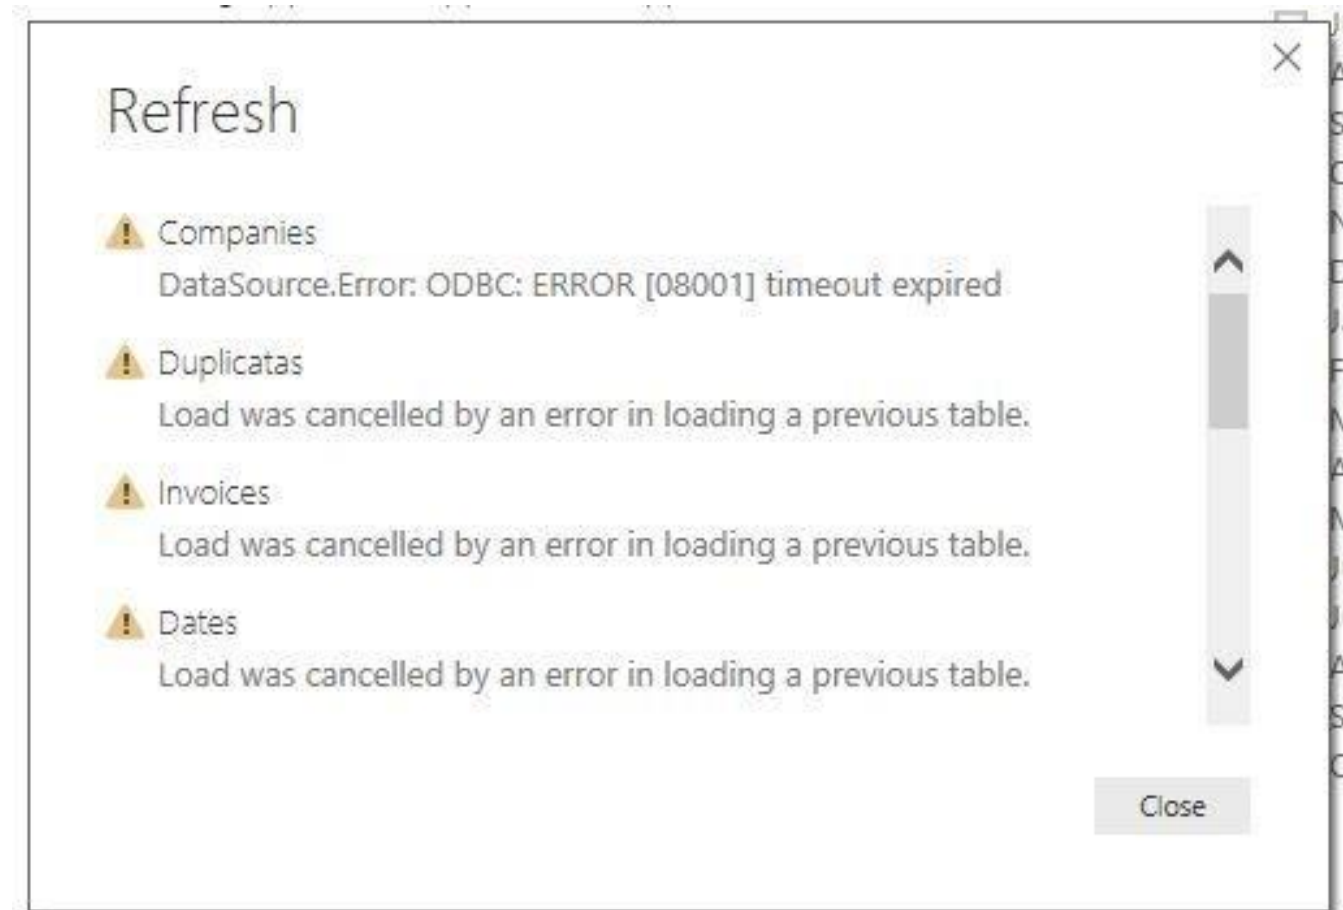 Refresh
Companies
DataSource.Error: ODBC: ERROR [08001] timeout expired
Duplicatas
Load was cancelled by an error in loading a previous table.
Invoices
Load was cancelled by an error in loading a previous table.
Dates
Load was cancelled by an error in loading a previous table.
Close